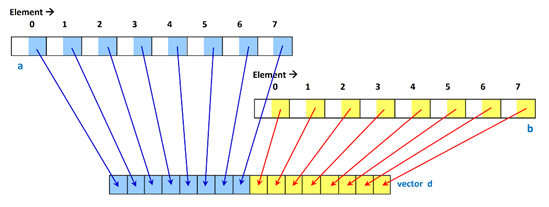 Element →
0 1 2 3 4 5 6 7
a
Element →
0 1 2 3 4 5 6 7
b
vector d